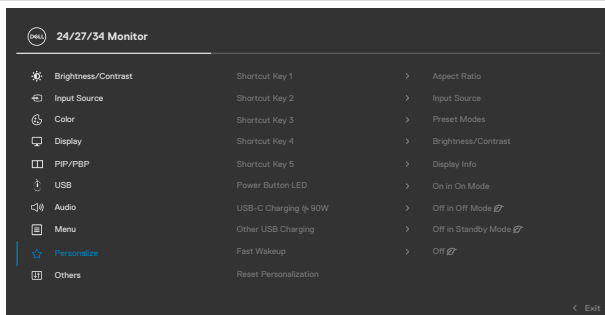 DELL 24/27/34 Monitor
Brightness/Contrast Shortcut Key 1 > Aspect Ratio
Input Source Shortcut Key 2 > Input Source
Color Shortcut Key 3 > Preset Modes
Display Shortcut Key 4 > Brightness/Contrast
PIP/PBP Shortcut Key 5 > Display Info
USB Power Button LED > On in On Mode
Audio USB-C Charging 90W > Off in Off Mode
Menu Other USB Charging > Off in Standby Mode
Personalize Fast Wakeup > Off
Others Reset Personalization
< Exit